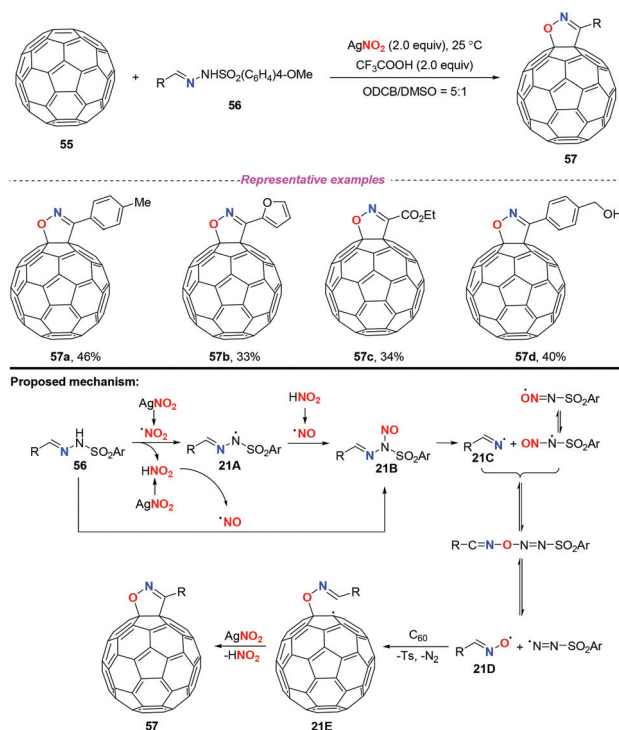 AgNO2 (2.0 equiv), 25 °C
CF3COOH (2.0 equiv)
ODCB/DMSO = 5:1
+
R
N
NHSO2(C6H4)4-OMe
O
N
R
55
56
57
Representative examples
O
N
Me
O
N
O
O
N
CO2Et
O
N
OH
57a, 46%
57b, 33%
57c, 34%
57d, 40%
Proposed mechanism:
AgNO2
•NO2
HNO2
AgNO2
•NO
R
N
H
N
SO2Ar
56
R
N
N
•
SO2Ar
21A
HNO2
•NO
R
N
NO
N
SO2Ar
21B
•ON=N-SO2Ar
R
N•
+
ON-N-SO2Ar
•
21C
R-C=N-O-N=N-SO2Ar
R
N
O•
+
•N=N-SO2Ar
21D
C60
-Ts, -N2
O
N
R
•
21E
AgNO2
-HNO2
O
N
R
57